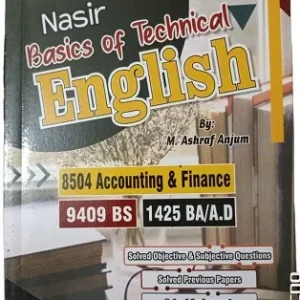 Nasir
Basics of Technical
English
By:
M. Ashraf Anjum
8504 Accounting & Finance
9409 BS 1425 BA/A.D
Solved Objective & Subjective Questions
Solved Previous Papers